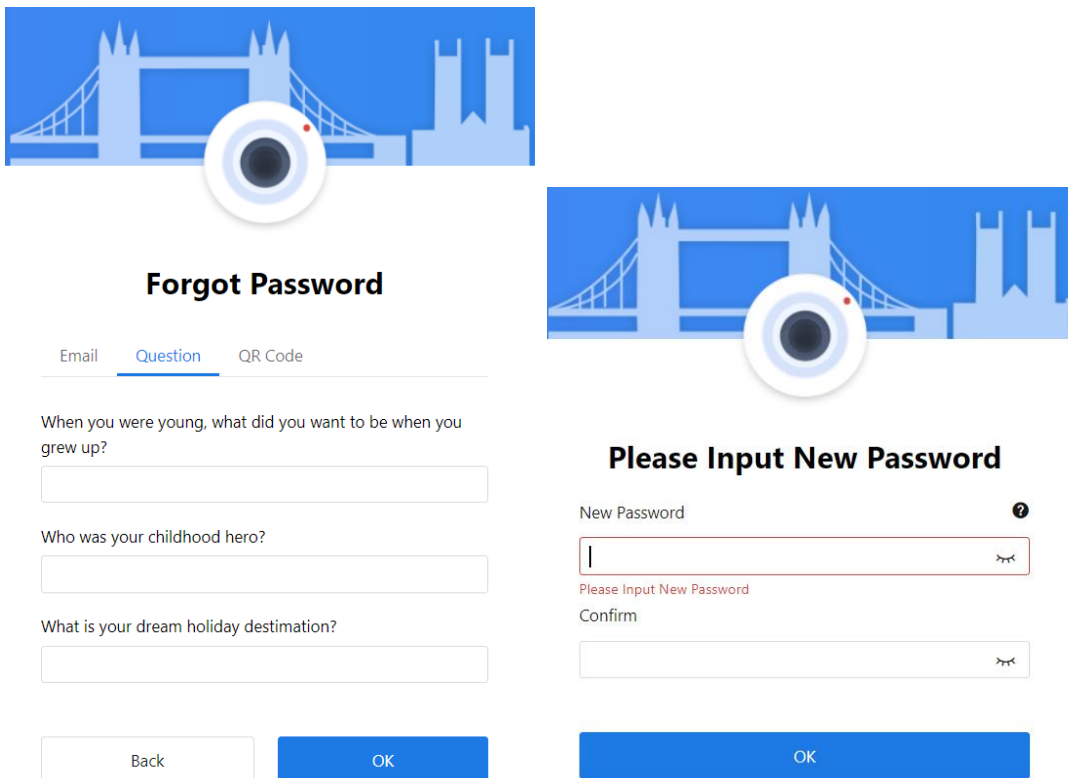 Forgot Password
Email Question QR Code
When you were young, what did you want to be when you
grew up?
Who was your childhood hero?
What is your dream holiday destimation?
Back OK
Please Input New Password
New Password
Please Input New Password
Confirm
OK